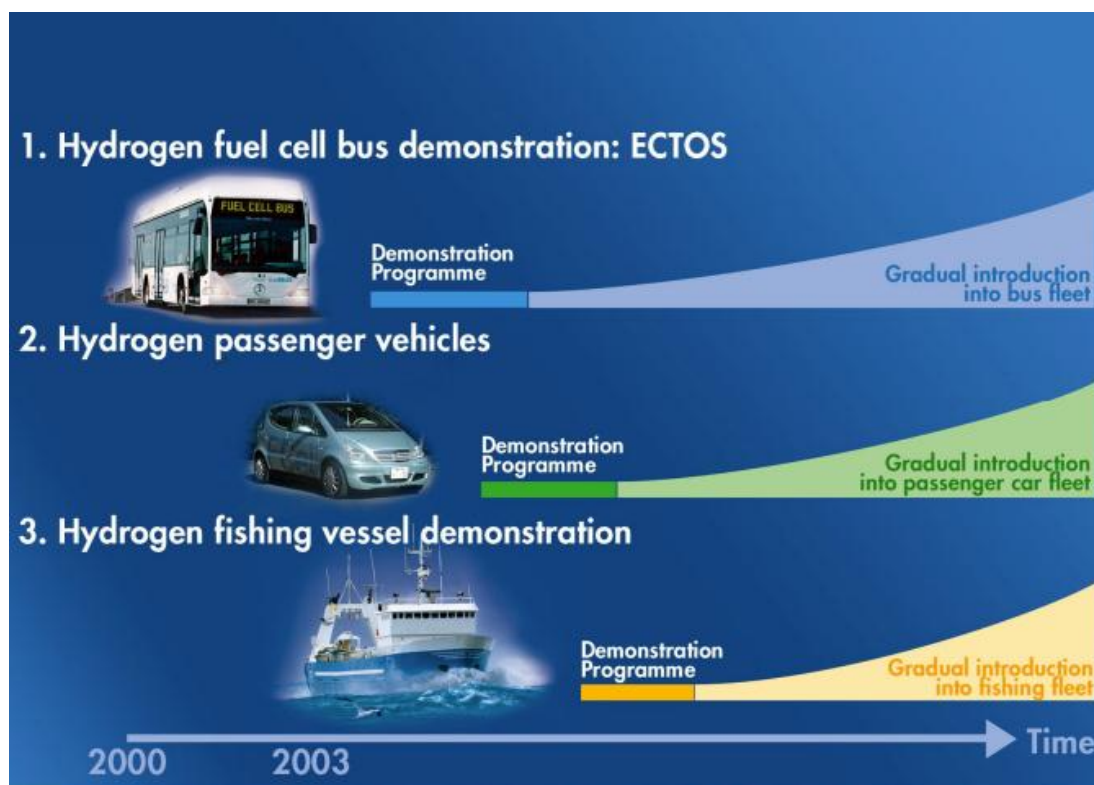 1. Hydrogen fuel cell bus demonstration: ECTOS
FUEL CELL BUS
Demonstration
Programme
Gradual introduction
into bus fleet
2. Hydrogen passenger vehicles
Demonstration
Programme
Gradual introduction
into passenger car fleet
3. Hydrogen fishing vessel demonstration
Demonstration
Programme
Gradual introduction
into fishing fleet
Time
2000 2003